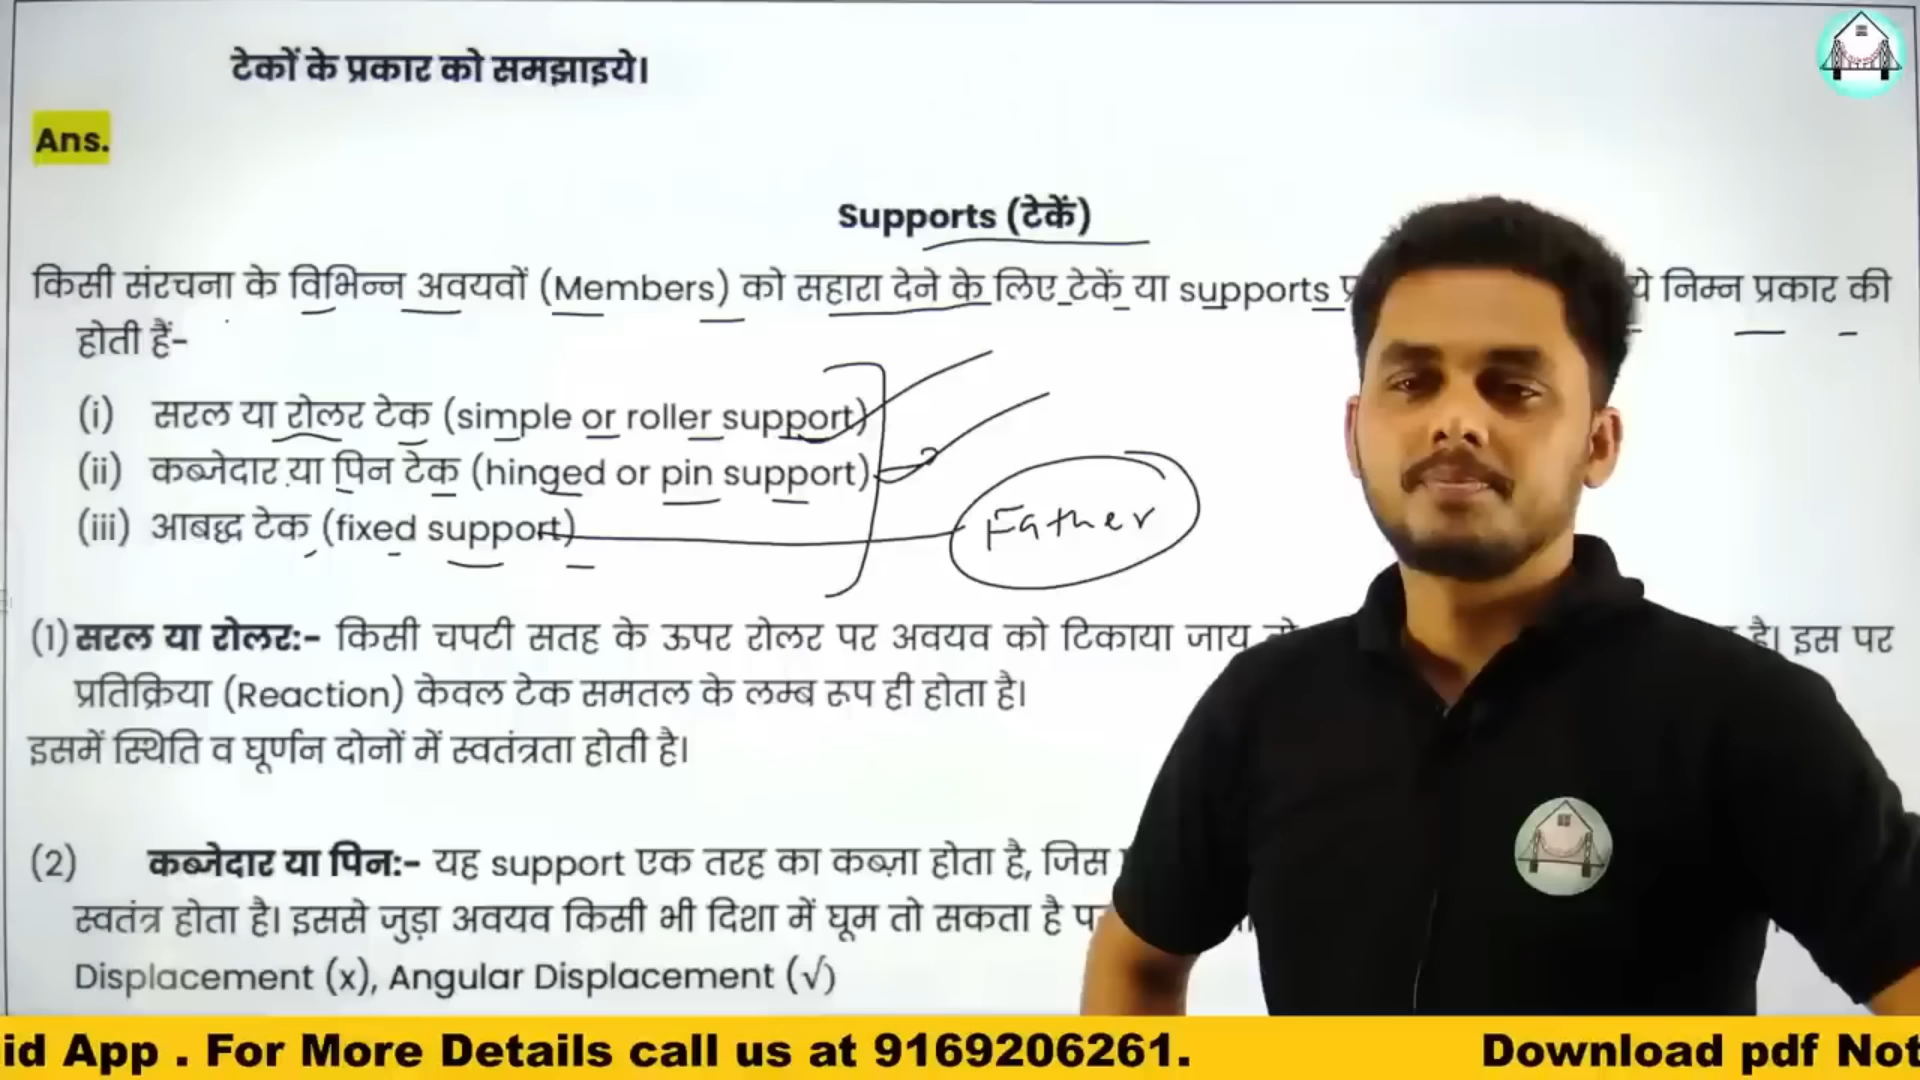 टेकों के प्रकार को समझाइये।
Ans.
Supports (टेकें)
किसी संरचना के विभिन्न अवयवों (Members) को सहारा देने के लिए टेकें या supports ये निम्न प्रकार की
होती हैं-
(i) सरल या रोलर टेक (simple or roller support)
(ii) कब्जेदार या पिन टेक (hinged or pin support)
(iii) आबद्ध टेक (fixed support)
Father
(1) सरल या रोलर:- किसी चपटी सतह के ऊपर रोलर पर अवयव को टिकाया जाय है। इस पर
प्रतिक्रिया (Reaction) केवल टेक समतल के लम्ब रूप ही होता है।
इसमें स्थिति व घूर्णन दोनों में स्वतंत्रता होती है।
(2) कब्जेदार या पिन:- यह support एक तरह का कब्ज़ा होता है, जिस
स्वतंत्र होता है। इससे जुड़ा अवयव किसी भी दिशा में घूम तो सकता है
Displacement (x), Angular Displacement (√)
id App . For More Details call us at 9169206261. Download pdf Not